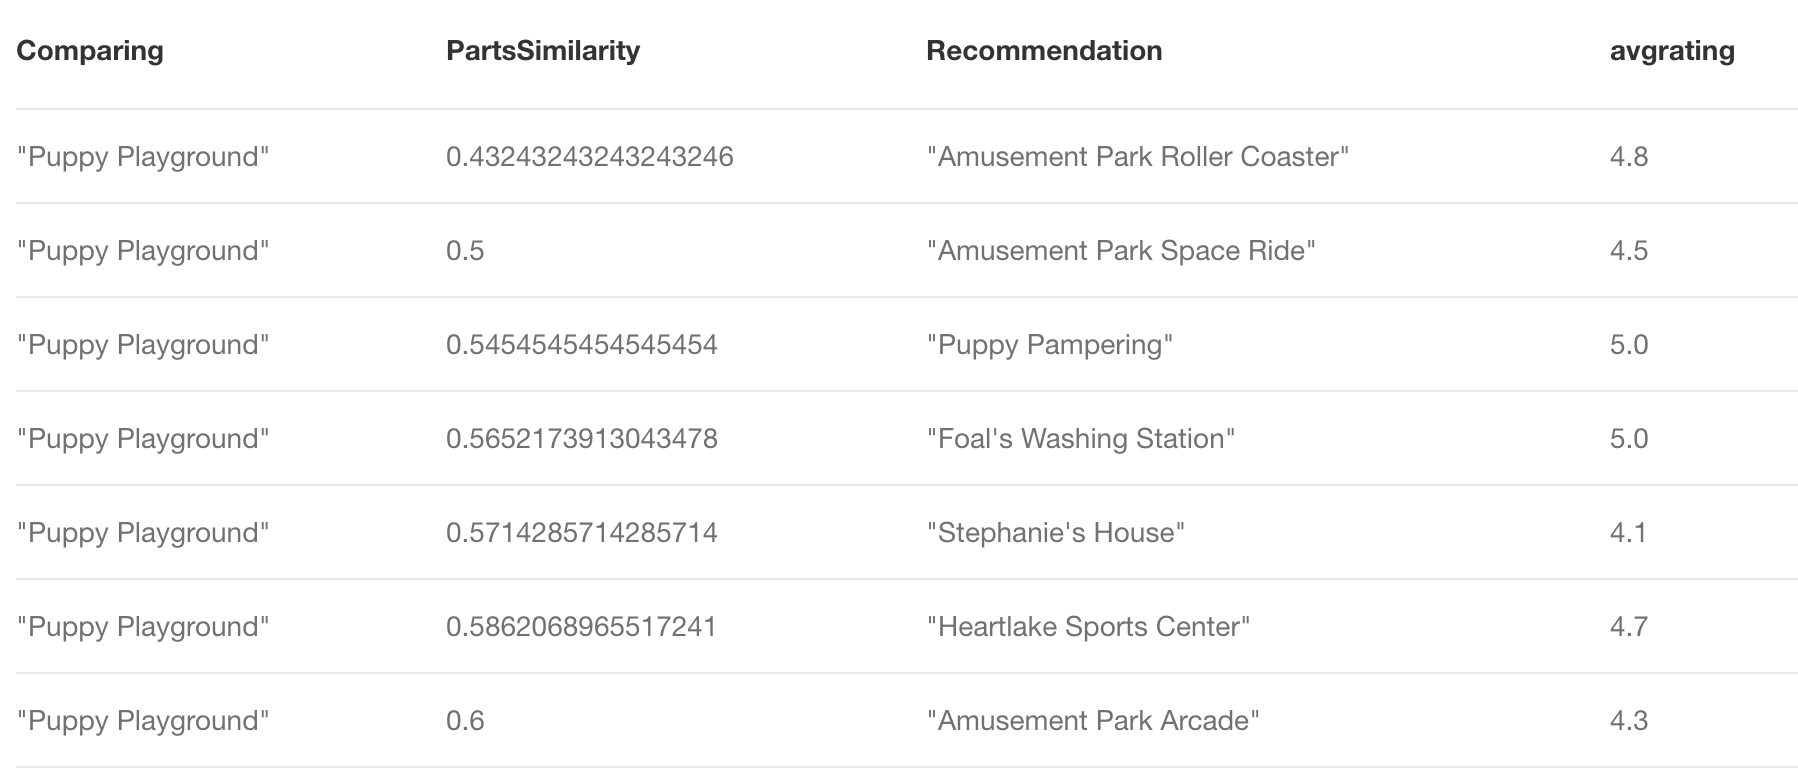 Comparing PartsSimilarity Recommendation avgrating
"Puppy Playground" 0.43243243243243246 "Amusement Park Roller Coaster" 4.8
"Puppy Playground" 0.5 "Amusement Park Space Ride" 4.5
"Puppy Playground" 0.5454545454545454 "Puppy Pampering" 5.0
"Puppy Playground" 0.5652173913043478 "Foal's Washing Station" 5.0
"Puppy Playground" 0.5714285714285714 "Stephanie's House" 4.1
"Puppy Playground" 0.5862068965517241 "Heartlake Sports Center" 4.7
"Puppy Playground" 0.6 "Amusement Park Arcade" 4.3